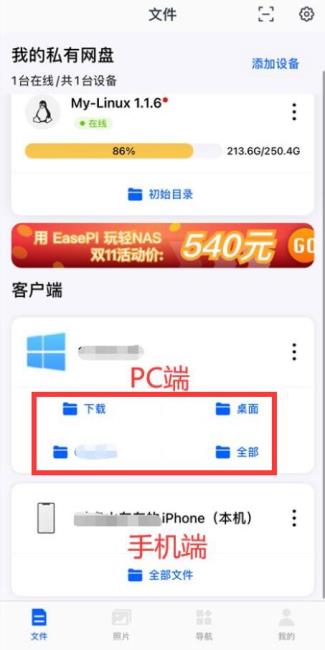 文件
我的私有网盘
添加设备
1台在线/共1台设备
My-Linux 1.1.6
在线
86%
213.6G/250.4G
初始目录
用 EasePi 玩轻NAS
双11活动价:
540元
GO
客户端
PC端
下载
桌面
全部
iPhone（本机）
手机端
全部文件
文件
照片
导航
我的